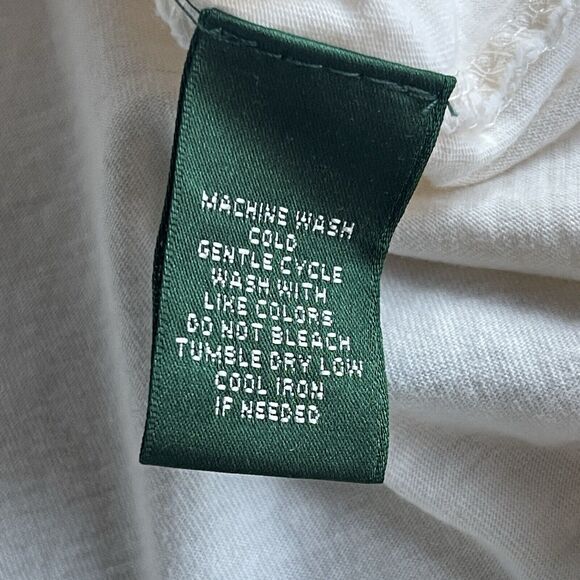 MACHINE WASH
COLD
GENTLE CYCLE
WASH WITH
LIKE COLORS
DO NOT BLEACH
TUMBLE DRY LOW
COOL IRON
IF NEEDED